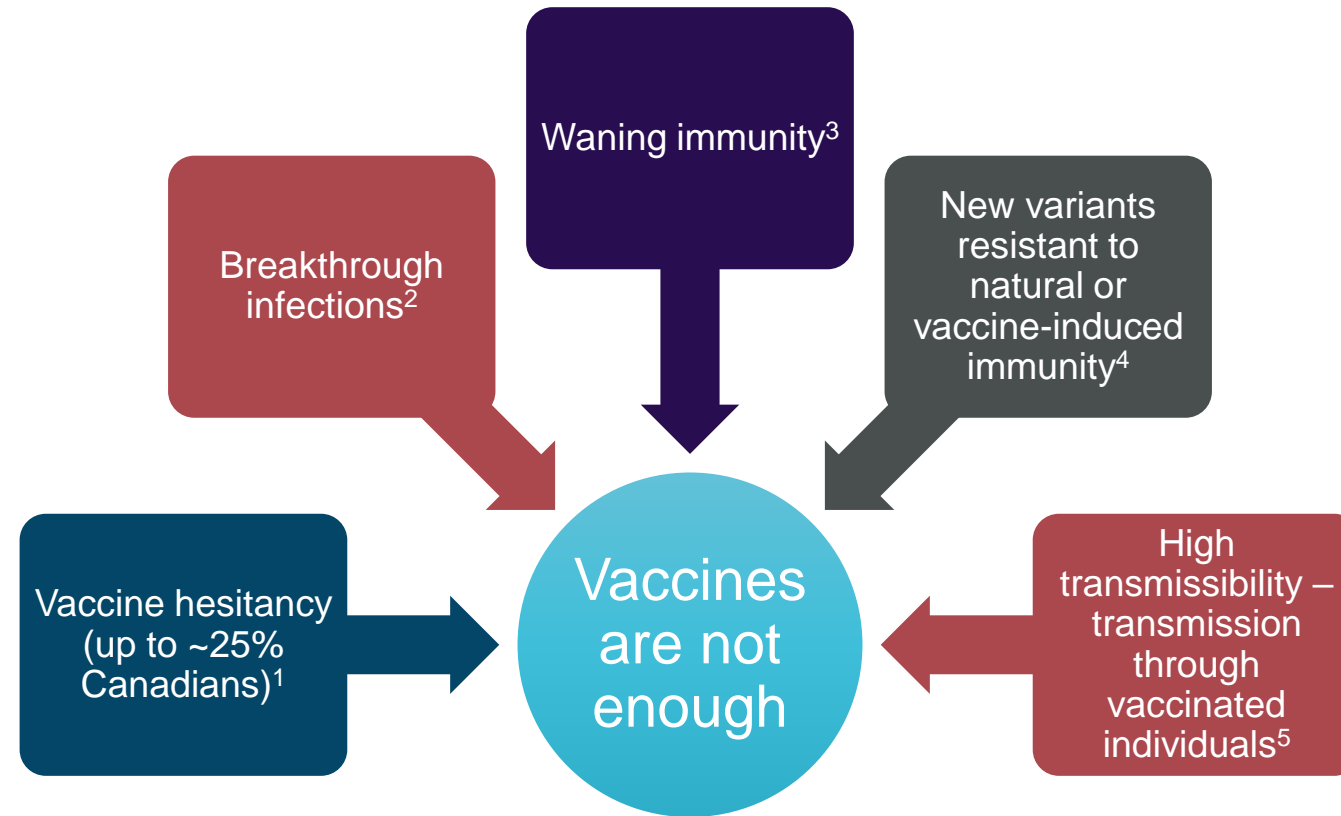 Waning immunity³
Breakthrough
infections²
New variants
resistant to
natural or
vaccine-induced
immunity⁴
Vaccine hesitancy
(up to ~25%
Canadians)¹
Vaccines
are not
enough
High
transmissibility –
transmission
through
vaccinated
individuals⁵